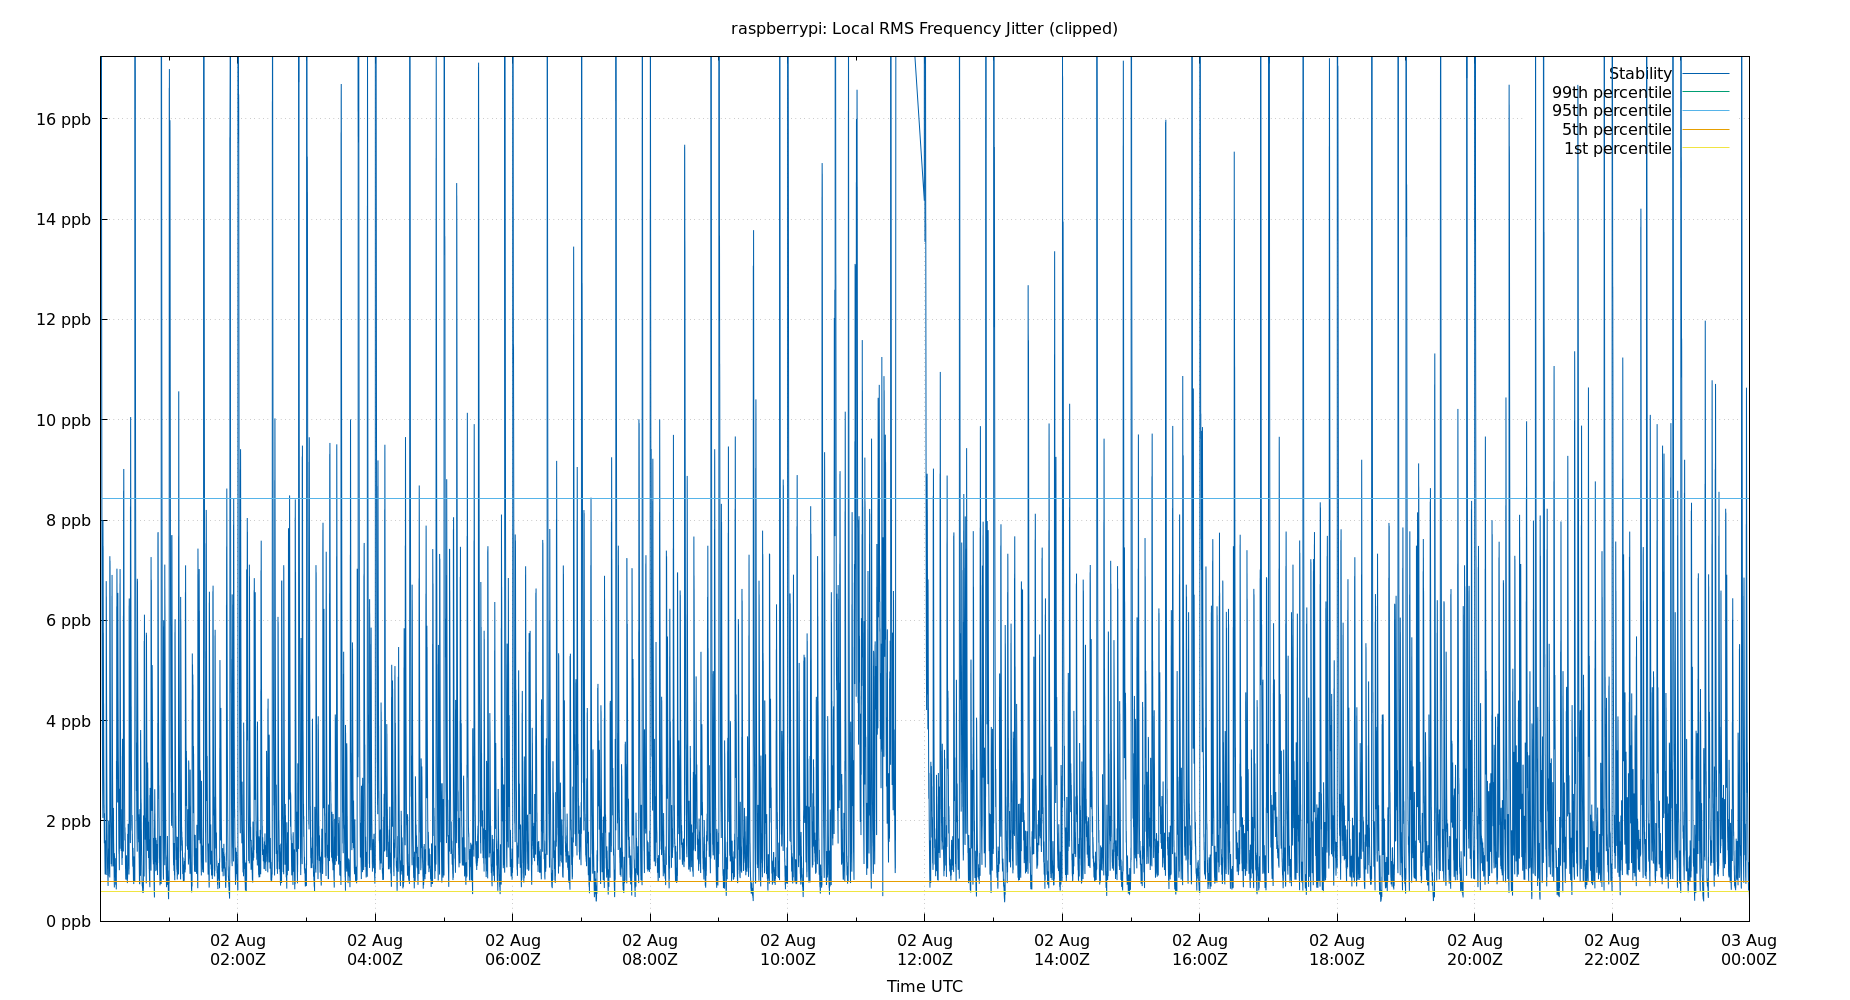 raspberrypi: Local RMS Frequency Jitter (clipped)
Stability
99th percentile
95th percentile
5th percentile
1st percentile
16 ppb
14 ppb
12 ppb
10 ppb
8 ppb
6 ppb
4 ppb
2 ppb
0 ppb
02 Aug 02 Aug 02 Aug 02 Aug 02 Aug 02 Aug 02 Aug 02 Aug 02 Aug 02 Aug 02 Aug 03 Aug
02:00Z 04:00Z 06:00Z 08:00Z 10:00Z 12:00Z 14:00Z 16:00Z 18:00Z 20:00Z 22:00Z 00:00Z
Time UTC